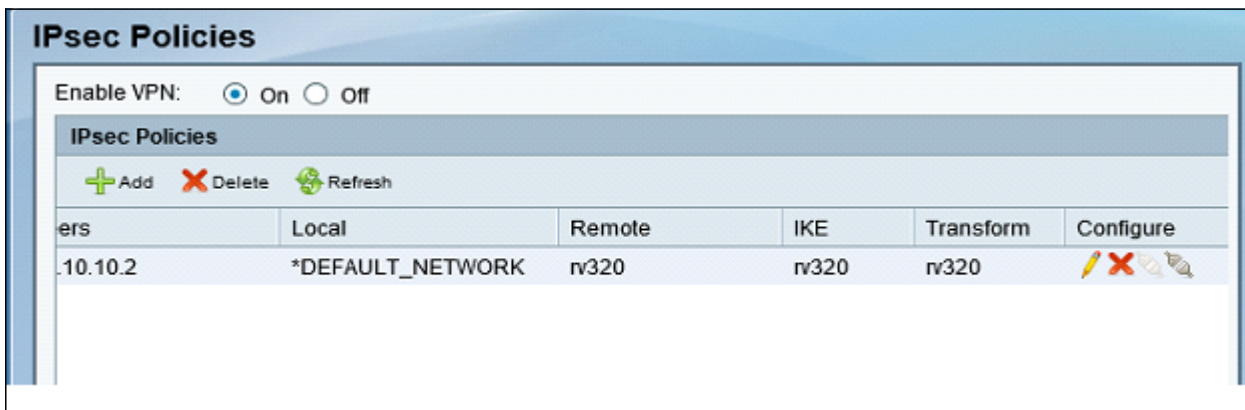 IPsec Policies
Enable VPN: On Off
IPsec Policies
Add Delete Refresh
ers Local Remote IKE Transform Configure
.10.10.2 *DEFAULT_NETWORK rv320 rv320 rv320